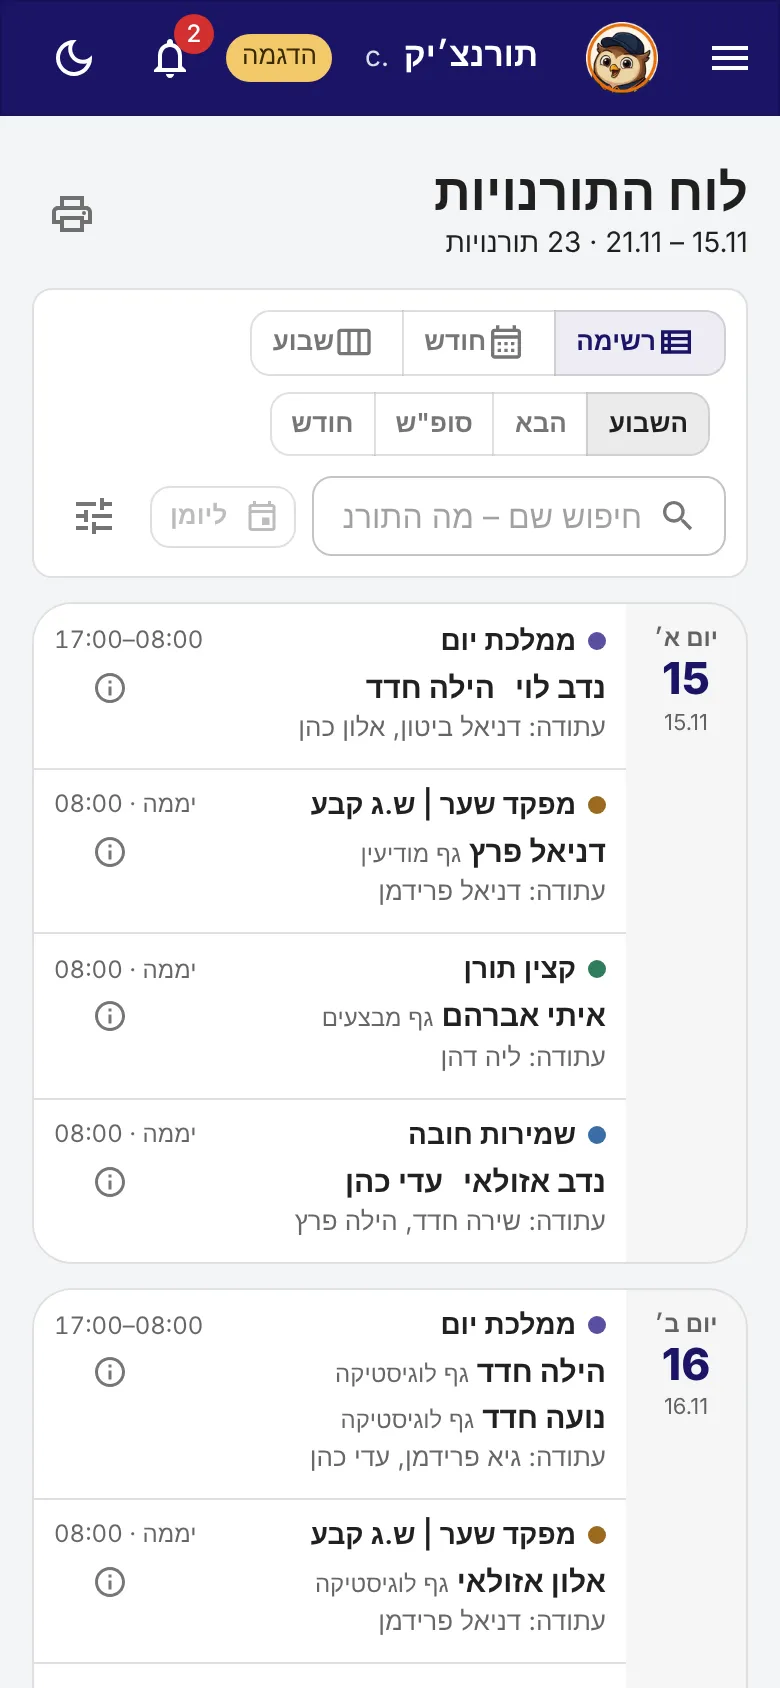 תורנצ׳יק c. הדגמה 2
לוח התורנויות
15.11 – 21.11 · 23 תורנויות
רשימה חודש שבוע
השבוע הבא סופ"ש חודש
חיפוש שם – מה התורנ ליומן
יום א׳
15
15.11
ממלכת יום 08:00–17:00
נדב לוי הילה חדד
עתודה: דניאל ביטון, אלון כהן
מפקד שער | ש.ג קבע יממה · 08:00
דניאל פרץ גף מודיעין
עתודה: דניאל פרידמן
קצין תורן יממה · 08:00
איתי אברהם גף מבצעים
עתודה: ליה דהן
שמירות חובה יממה · 08:00
נדב אזולאי עדי כהן
עתודה: שירה חדד, הילה פרץ
יום ב׳
16
16.11
ממלכת יום 08:00–17:00
הילה חדד גף לוגיסטיקה
נועה חדד גף לוגיסטיקה
עתודה: גיא פרידמן, עדי כהן
מפקד שער | ש.ג קבע יממה · 08:00
אלון אזולאי גף לוגיסטיקה
עתודה: דניאל פרידמן